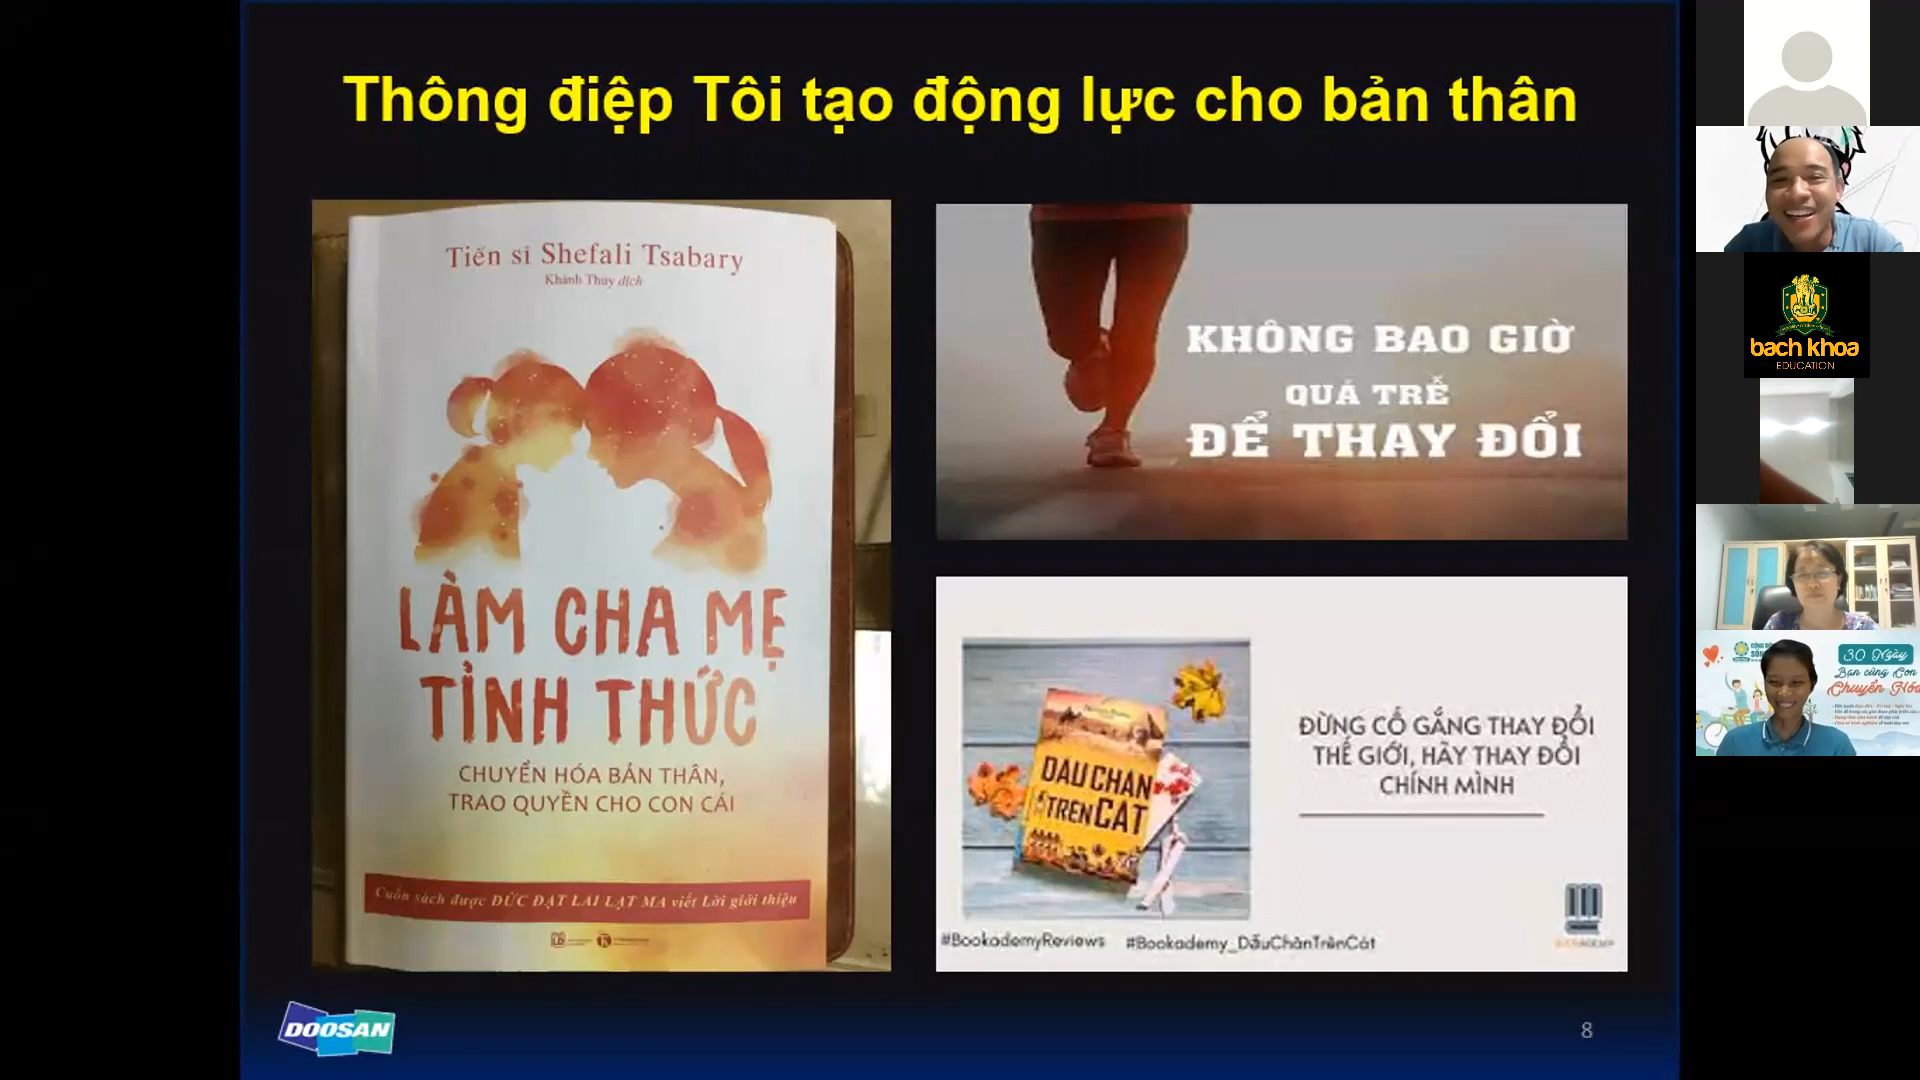 Thông điệp Tôi tạo động lực cho bản thân
Tiến sĩ Shefali Tsabary
Khánh Thủy dịch
LÀM CHA MẸ
TỈNH THỨC
CHUYỂN HÓA BẢN THÂN,
TRAO QUYỀN CHO CON CÁI
Cuốn sách được ĐỨC ĐẠT LAI LẠT MA viết Lời giới thiệu
KHÔNG BAO GIỜ
QUÁ TRỄ
ĐỂ THAY ĐỔI
DẤU CHÂN
TRÊN CÁT
ĐỪNG CỐ GẮNG THAY ĐỔI
THẾ GIỚI, HÃY THAY ĐỔI
CHÍNH MÌNH
#BookademyReviews #Bookademy_DấuChânTrênCát
DOOSAN
8
bach khoa
EDUCATION
30 Ngày
Bạn cùng Con
Chuyển Hóa